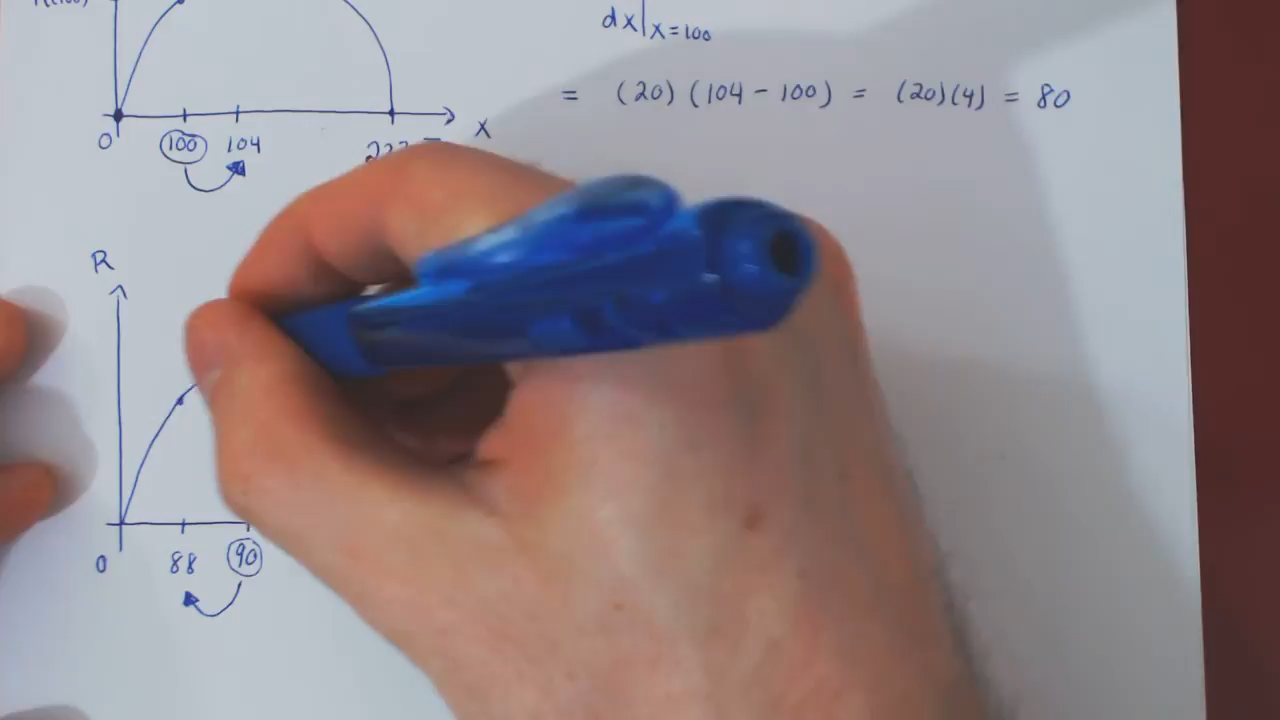 dx|x=100
= (20) (104 - 100) = (20)(4) = 80
0 100 104
x
R
0 88 90